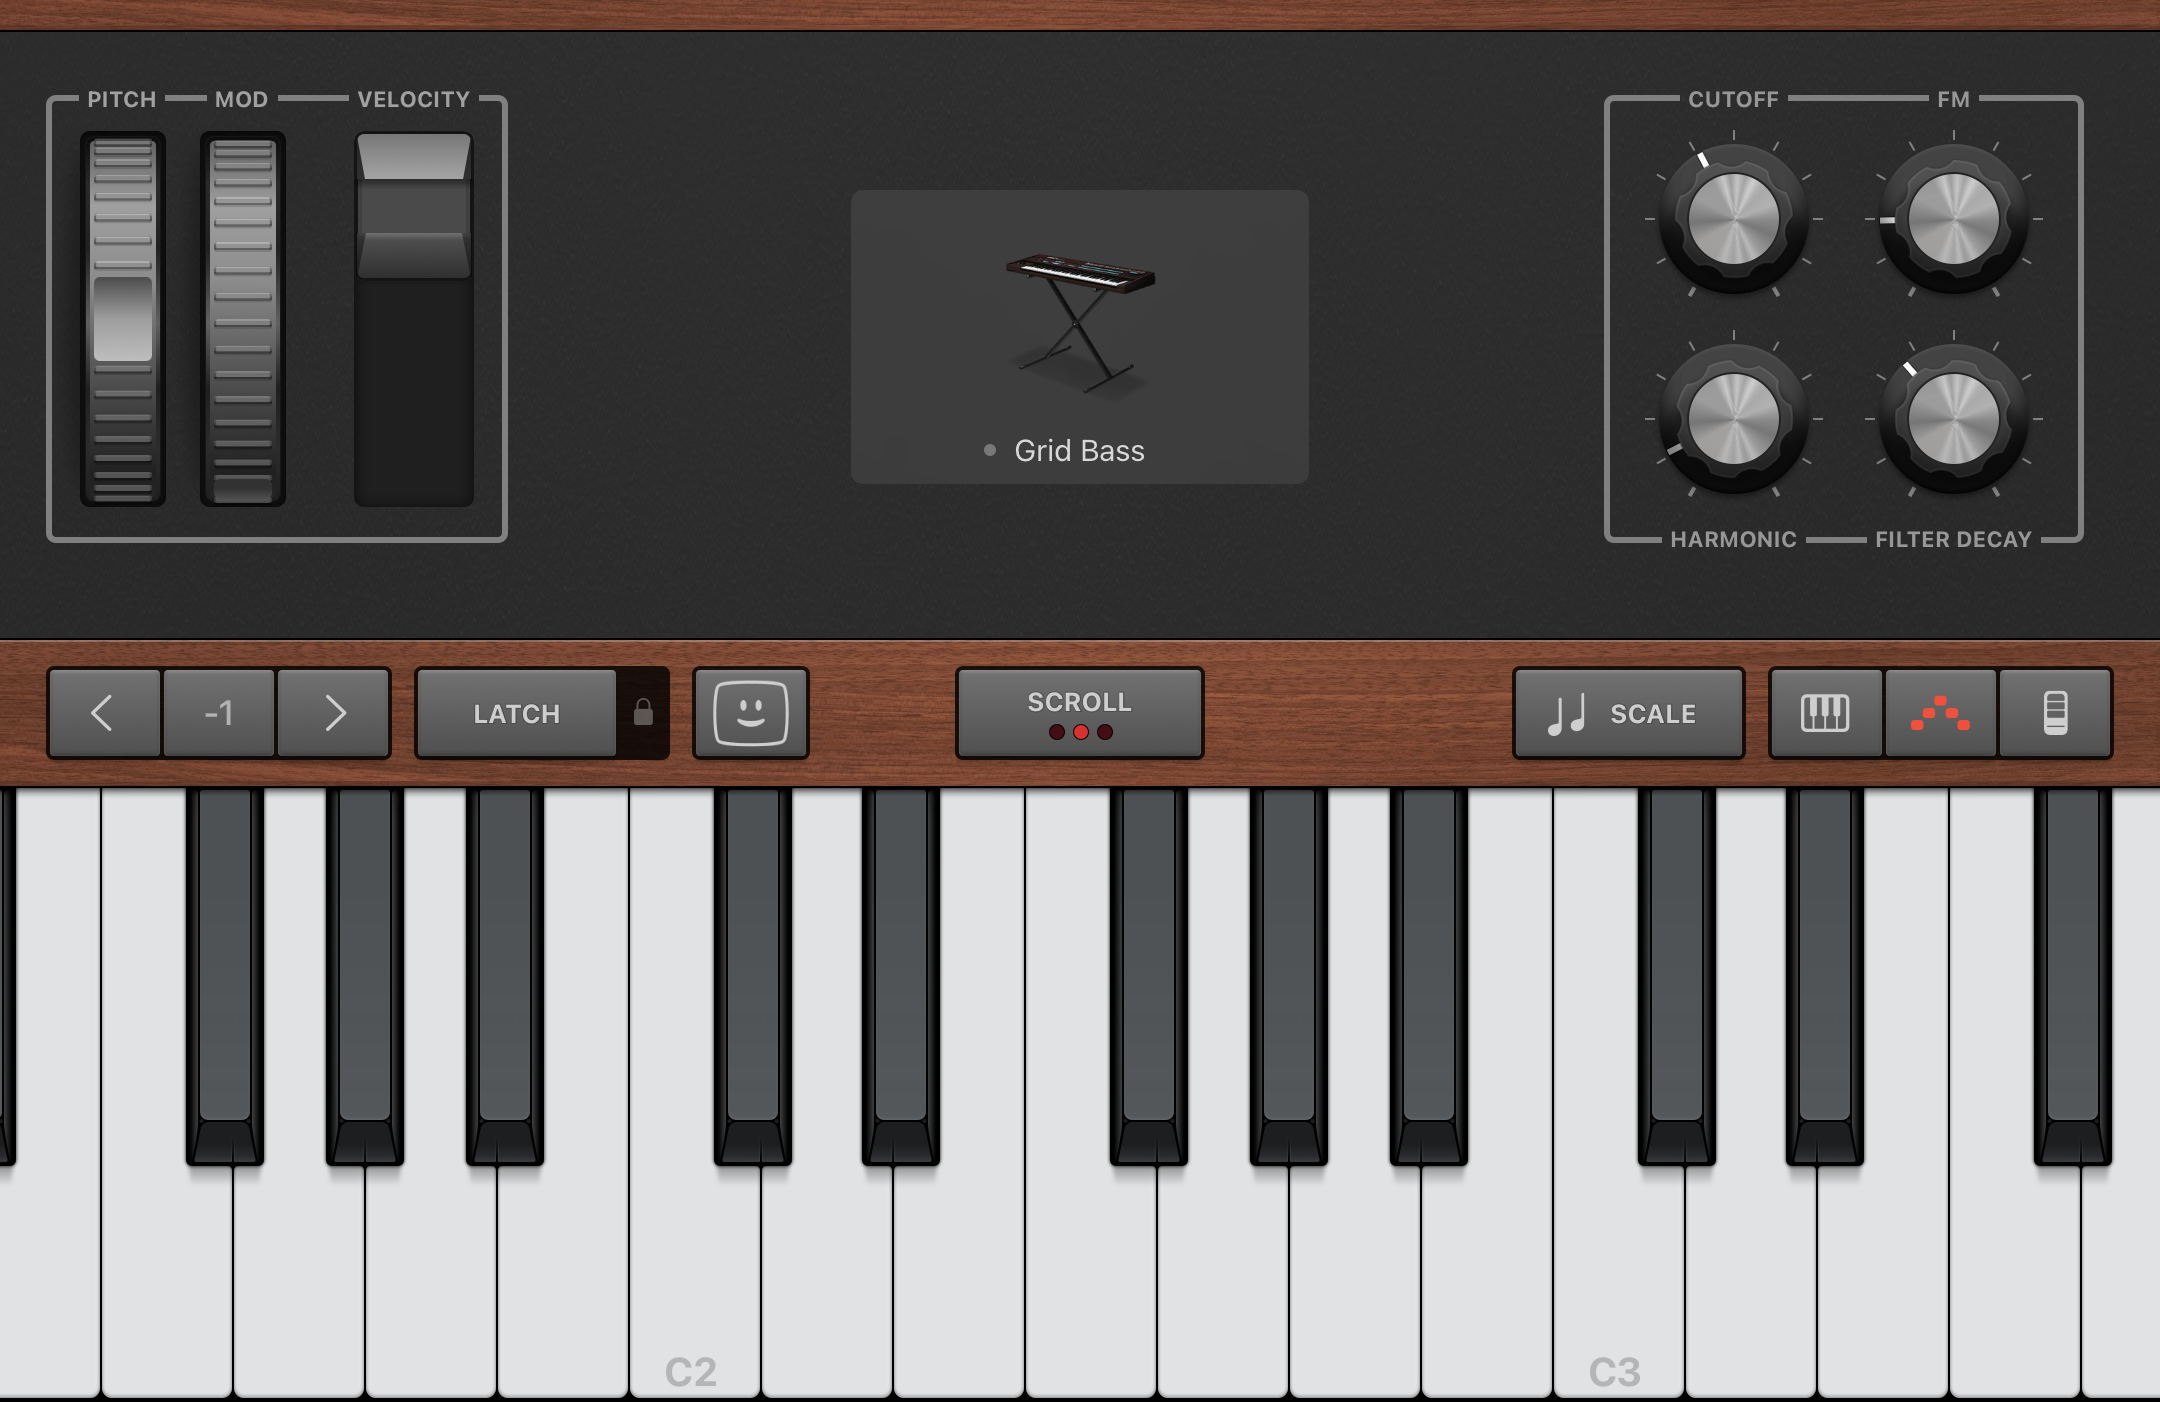 PITCH MOD VELOCITY
CUTOFF FM
Grid Bass
HARMONIC FILTER DECAY
-1
LATCH
SCROLL
SCALE
C2
C3